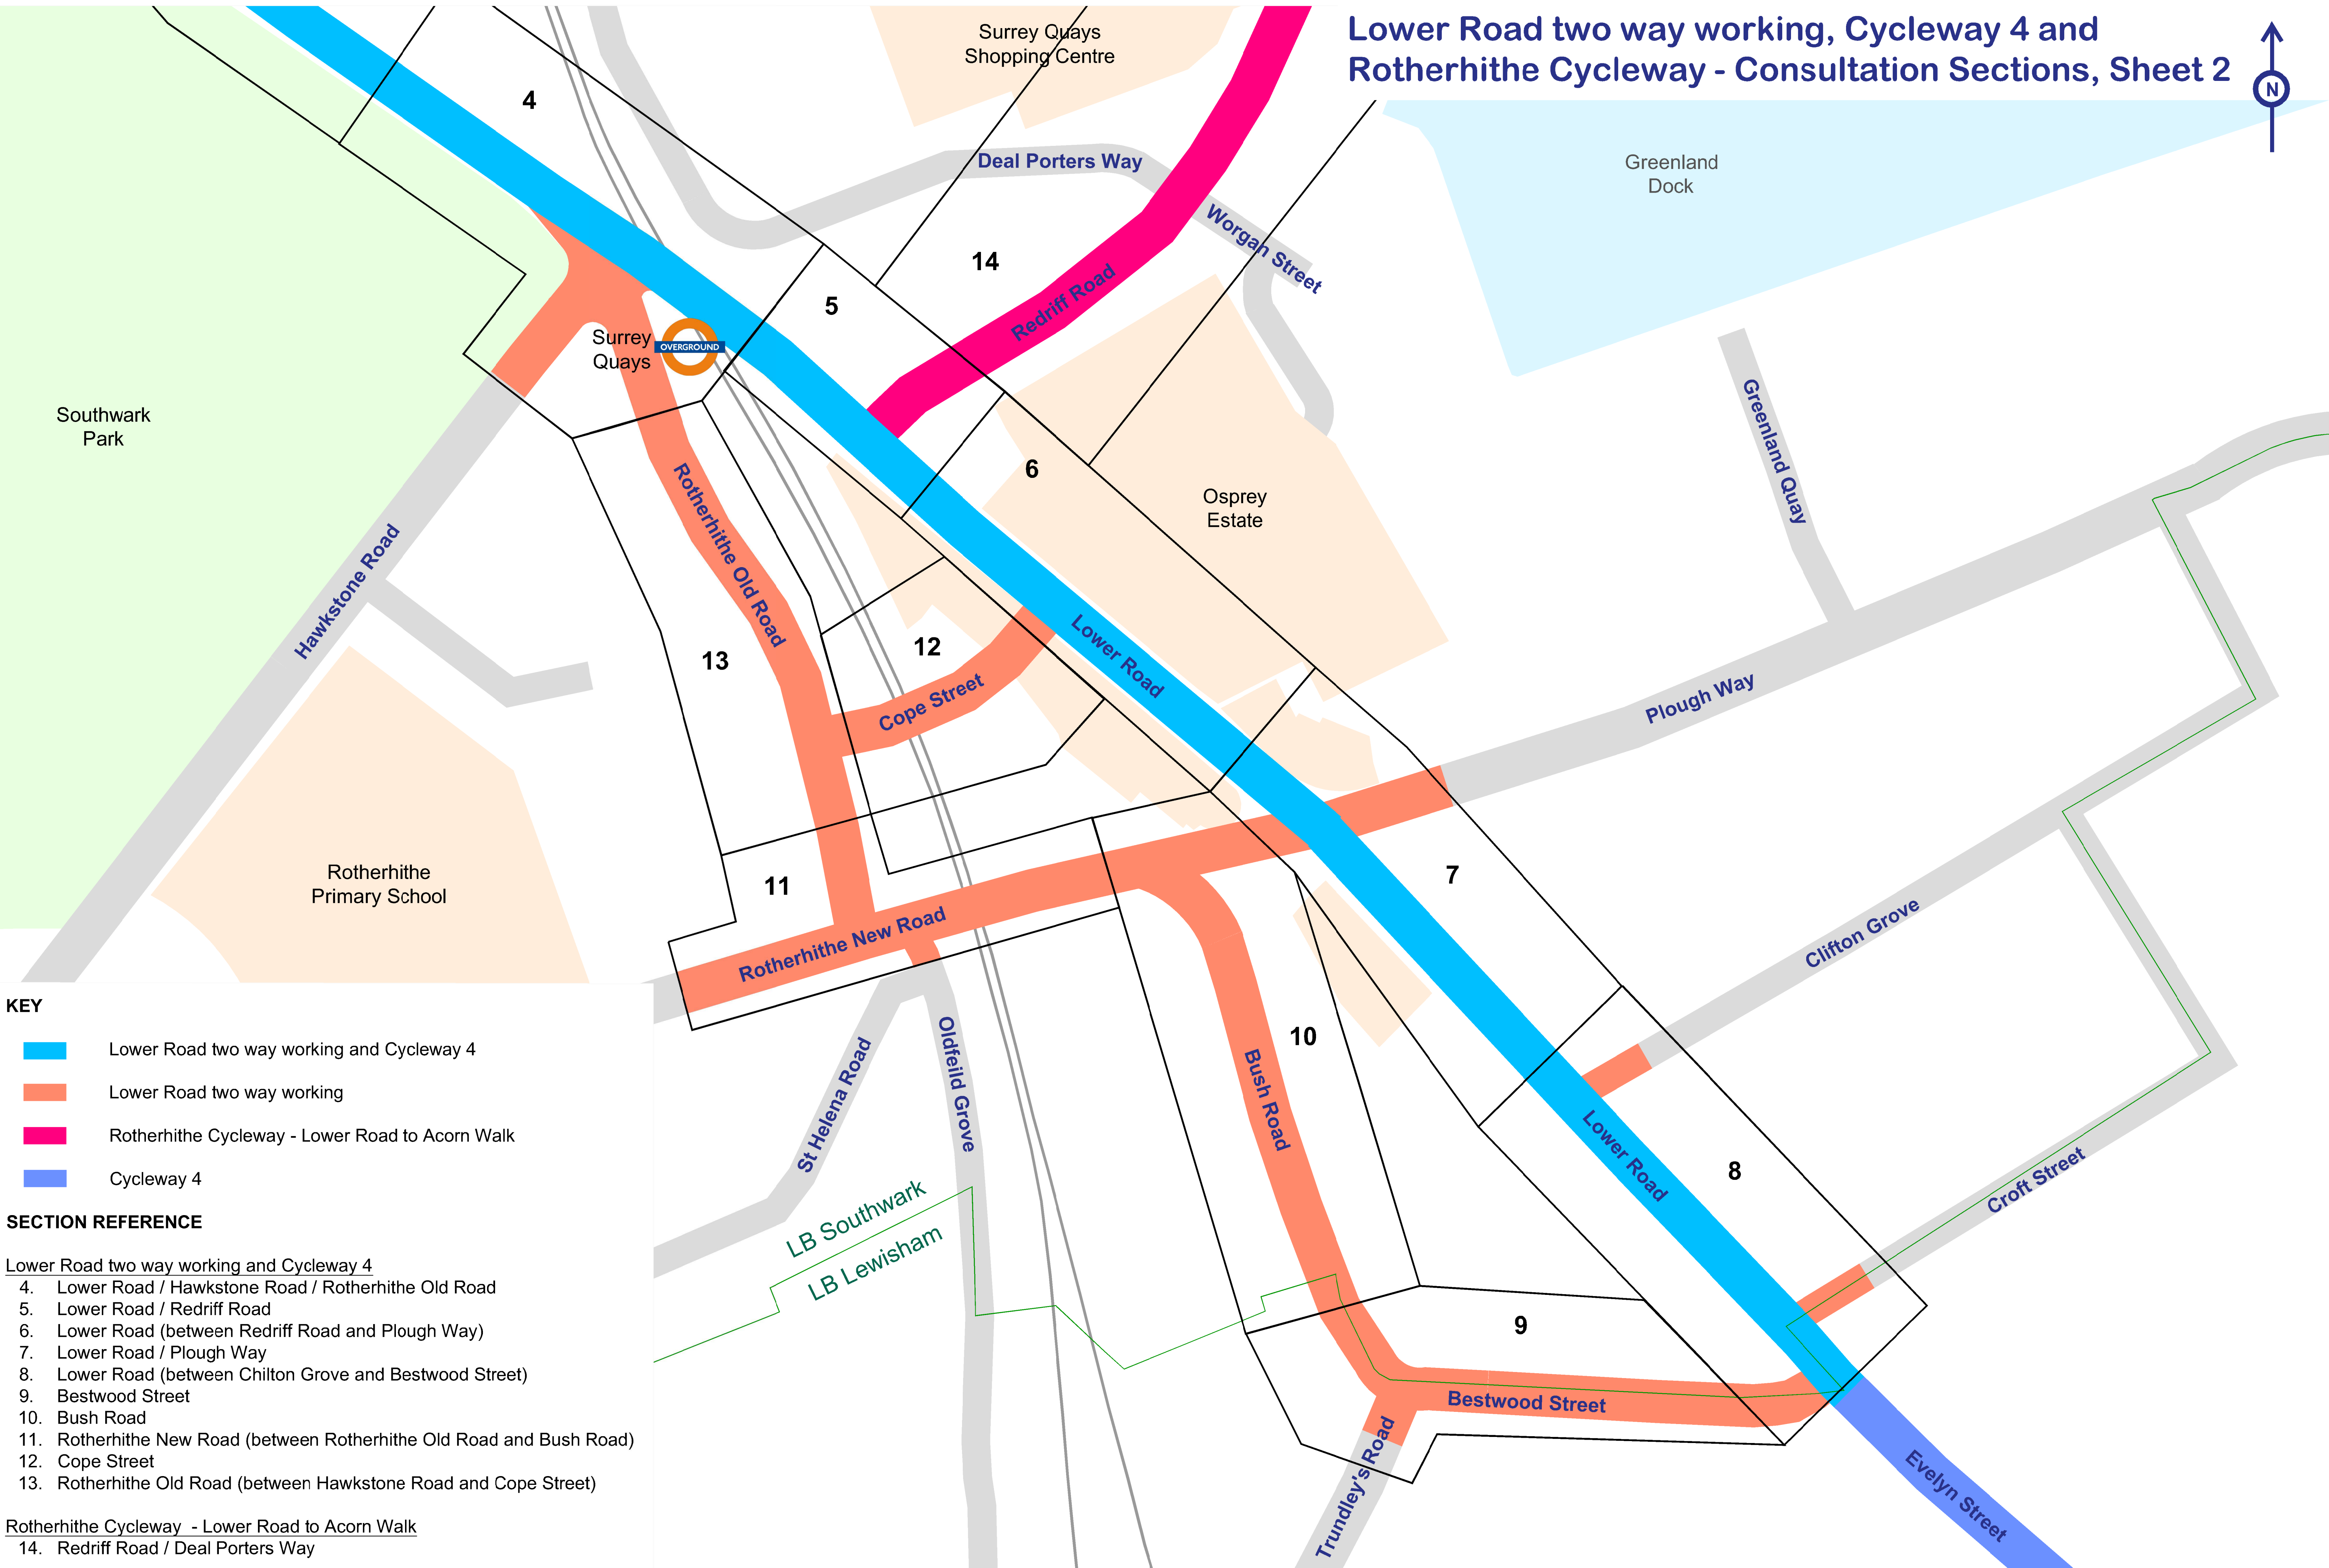 Lower Road two way working, Cycleway 4 and
Rotherhithe Cycleway - Consultation Sections, Sheet 2
N
Surrey Quays
Shopping Centre
4
Deal Porters Way
Greenland
Dock
Worgan Street
14
5
Redriff Road
Surrey
Quays
OVERGROUND
Southwark
Park
Greenland Quay
6
Osprey
Estate
Rotherhithe Old Road
Hawkstone Road
12
13
Lower Road
Cope Street
Plough Way
Rotherhithe
Primary School
11
7
Rotherhithe New Road
Clifton Grove
10
Oldfeild Grove
St Helena Road
Bush Road
Lower Road
8
Croft Street
LB Southwark
LB Lewisham
9
Bestwood Street
Trundley's Road
Evelyn Street
KEY
Lower Road two way working and Cycleway 4
Lower Road two way working
Rotherhithe Cycleway - Lower Road to Acorn Walk
Cycleway 4
SECTION REFERENCE
Lower Road two way working and Cycleway 4
4. Lower Road / Hawkstone Road / Rotherhithe Old Road
5. Lower Road / Redriff Road
6. Lower Road (between Redriff Road and Plough Way)
7. Lower Road / Plough Way
8. Lower Road (between Chilton Grove and Bestwood Street)
9. Bestwood Street
10. Bush Road
11. Rotherhithe New Road (between Rotherhithe Old Road and Bush Road)
12. Cope Street
13. Rotherhithe Old Road (between Hawkstone Road and Cope Street)
Rotherhithe Cycleway - Lower Road to Acorn Walk
14. Redriff Road / Deal Porters Way